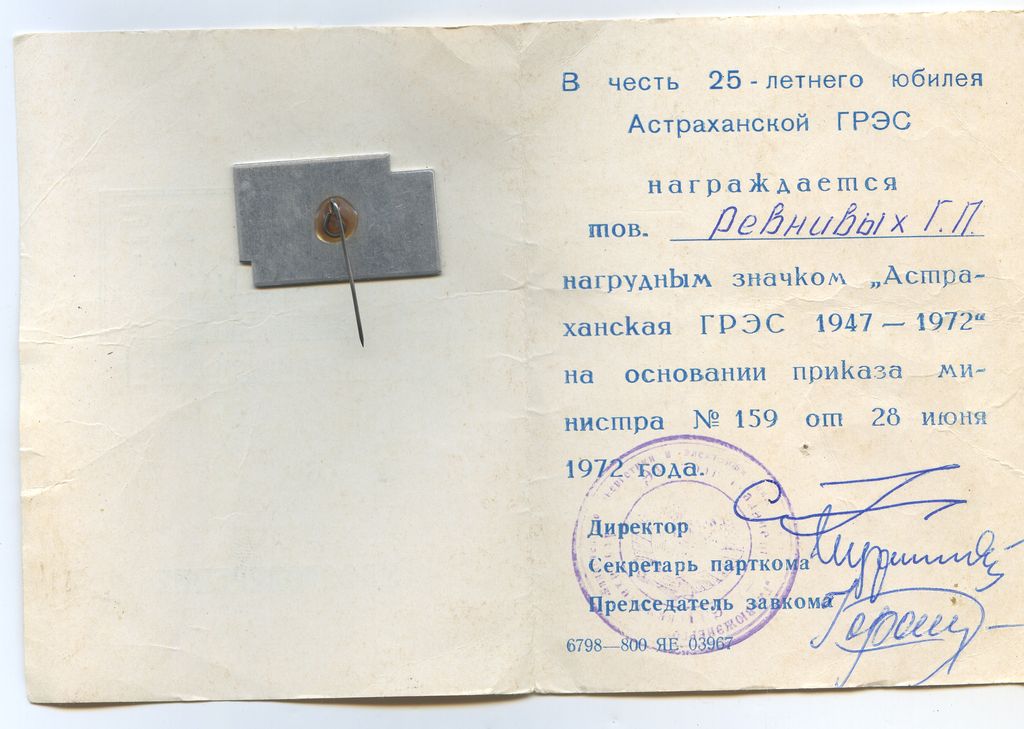 В честь 25-летнего юбилея
Астраханской ГРЭС
награждается
тов. Ревнивых Г.П.
нагрудным значком „Астра-
ханская ГРЭС 1947—1972“
на основании приказа ми-
нистра № 159 от 28 июня
1972 года.
Директор
Секретарь парткома
Председатель завкома
6798—800 ЯЕ 03967